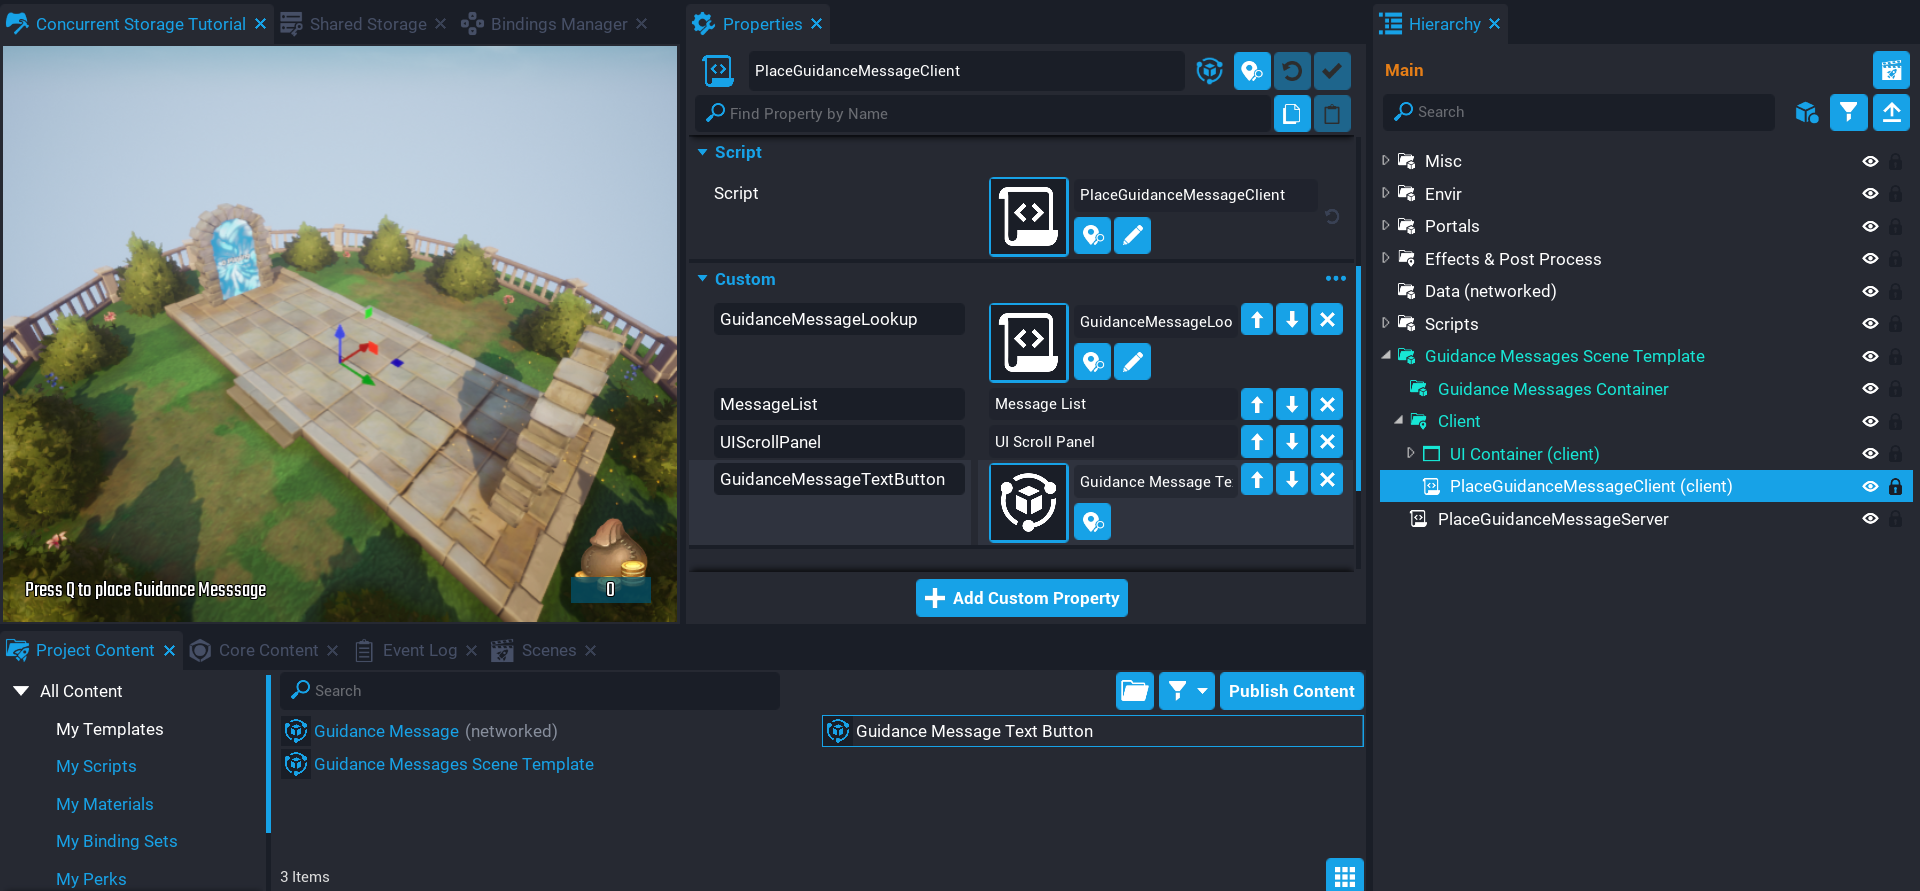 Concurrent Storage Tutorial
Shared Storage
Bindings Manager
Press Q to place Guidance Messsage
0
Properties
PlaceGuidanceMessageClient
Find Property by Name
Script
Script
PlaceGuidanceMessageClient
Custom
GuidanceMessageLookup
GuidanceMessageLoo
MessageList
Message List
UIScrollPanel
UI Scroll Panel
GuidanceMessageTextButton
Guidance Message Te
Add Custom Property
Hierarchy
Main
Search
Misc
Envir
Portals
Effects & Post Process
Data (networked)
Scripts
Guidance Messages Scene Template
Guidance Messages Container
Client
UI Container (client)
PlaceGuidanceMessageClient (client)
PlaceGuidanceMessageServer
Project Content
Core Content
Event Log
Scenes
All Content
My Templates
My Scripts
My Materials
My Binding Sets
My Perks
Search
Publish Content
Guidance Message (networked)
Guidance Message Text Button
Guidance Messages Scene Template
3 Items